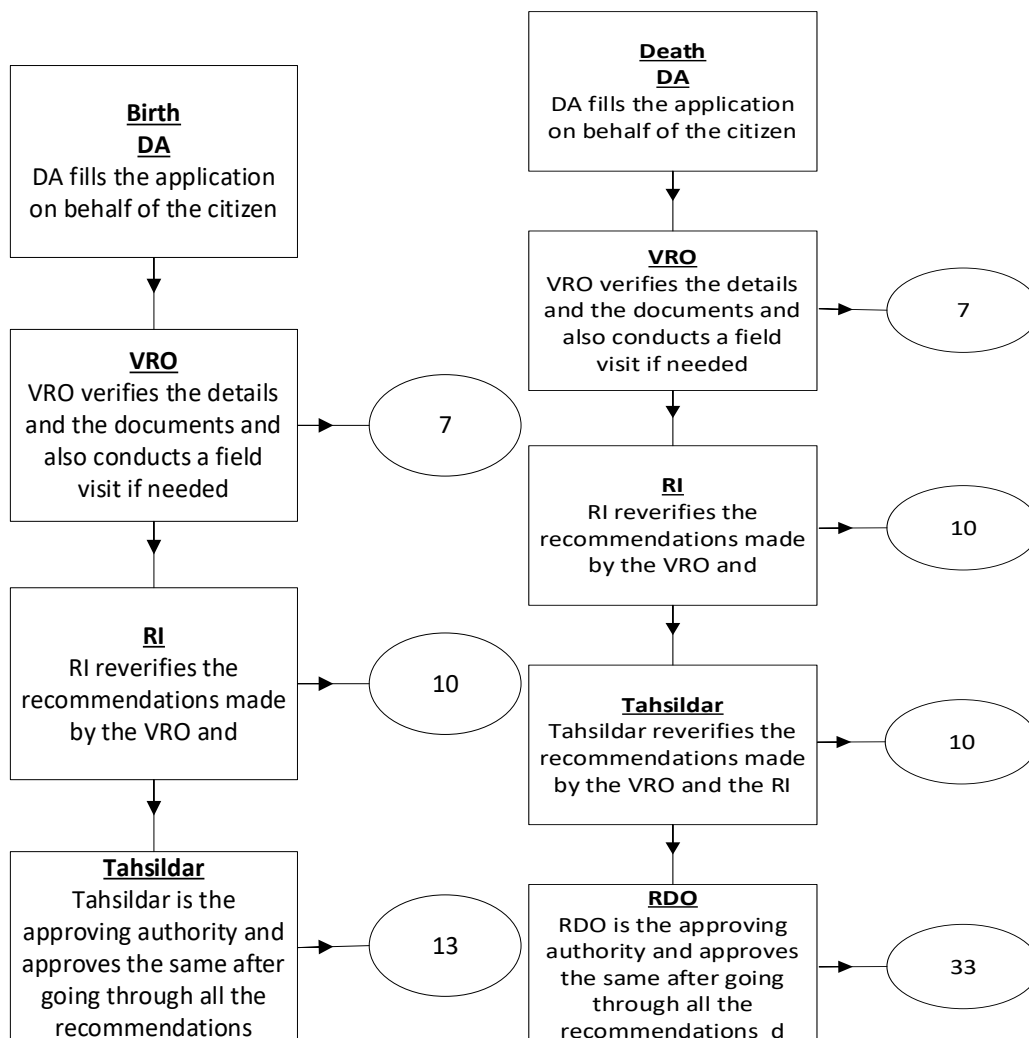 Birth
DA
DA fills the application
on behalf of the citizen
VRO
VRO verifies the details
and the documents and
also conducts a field
visit if needed
7
RI
RI reverifies the
recommendations made
by the VRO and
10
Tahsildar
Tahsildar is the
approving authority and
approves the same after
going through all the
recommendations
13
Death
DA
DA fills the application
on behalf of the citizen
VRO
VRO verifies the details
and the documents and
also conducts a field
visit if needed
7
RI
RI reverifies the
recommendations made
by the VRO and
10
Tahsildar
Tahsildar reverifies the
recommendations made
by the VRO and the RI
10
RDO
RDO is the approving
authority and approves
the same after going
through all the
recommendations d
33